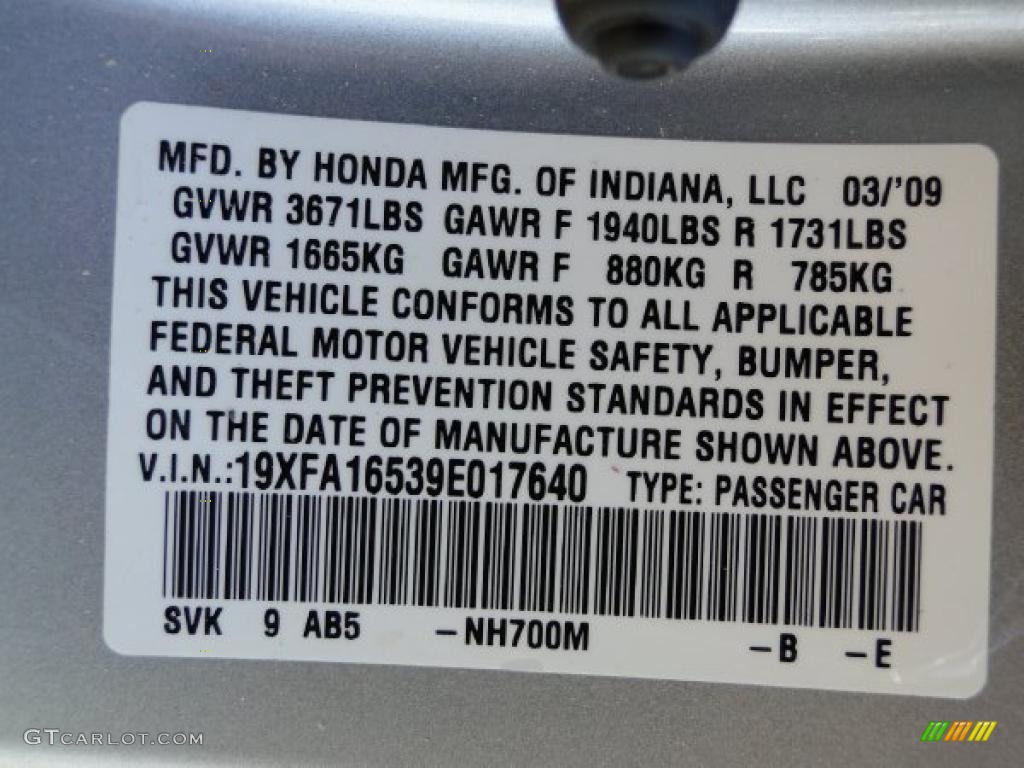 MFD. BY HONDA MFG. OF INDIANA, LLC 03/'09
GVWR 3671LBS GAWR F 1940LBS R 1731LBS
GVWR 1665KG GAWR F 880KG R 785KG
THIS VEHICLE CONFORMS TO ALL APPLICABLE
FEDERAL MOTOR VEHICLE SAFETY, BUMPER,
AND THEFT PREVENTION STANDARDS IN EFFECT
ON THE DATE OF MANUFACTURE SHOWN ABOVE.
V.I.N.:19XFA16539E017640 TYPE: PASSENGER CAR
SVK 9 AB5 -NH700M -B -E
GTCARLOT.COM